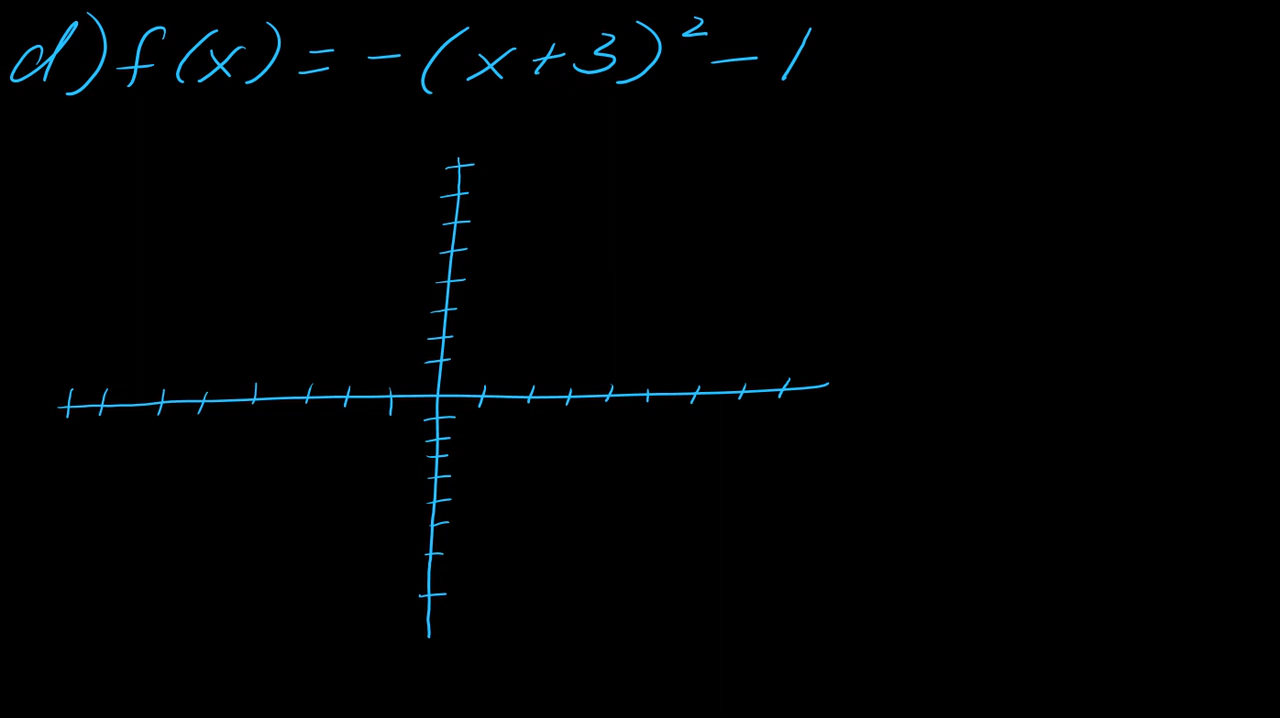 d) f(x) = -(x+3)² - 1